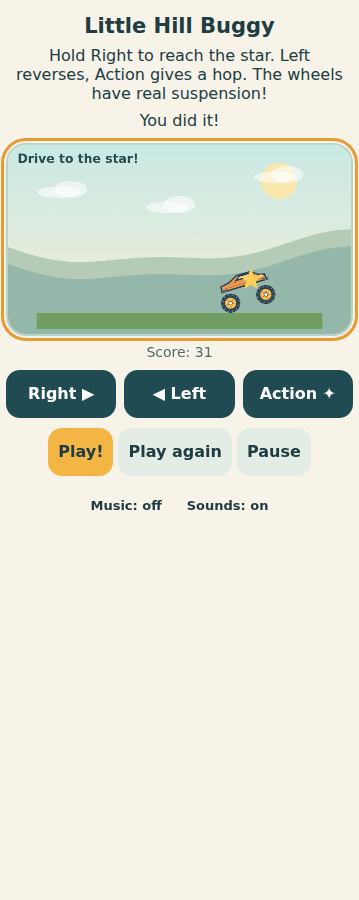 Little Hill Buggy
Hold Right to reach the star. Left
reverses, Action gives a hop. The wheels
have real suspension!
You did it!
Drive to the star!
Score: 31
Right ▶
◀ Left
Action ✦
Play!
Play again
Pause
Music: off
Sounds: on